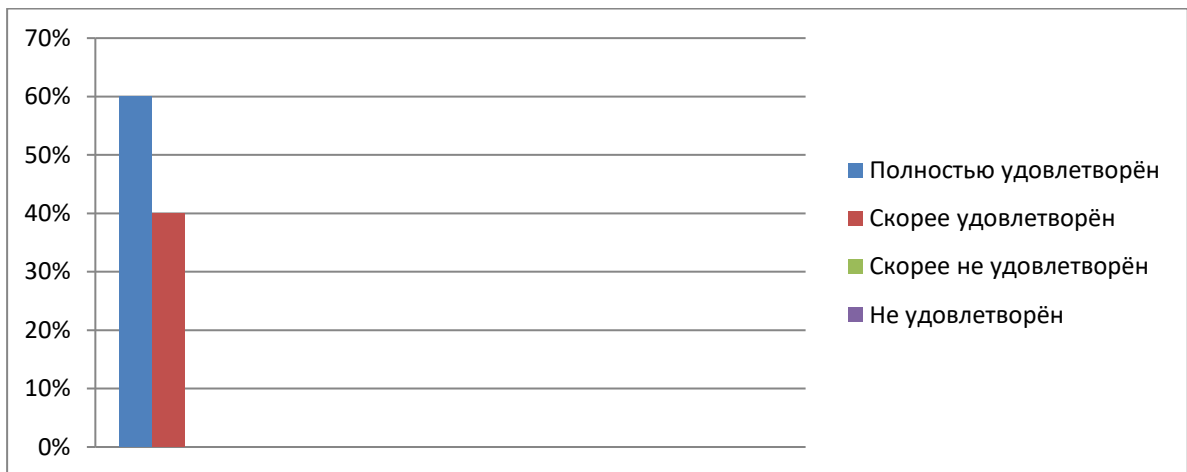 70%
60%
50%
40%
30%
20%
10%
0%
Полностью удовлетворён
Скорее удовлетворён
Скорее не удовлетворён
Не удовлетворён